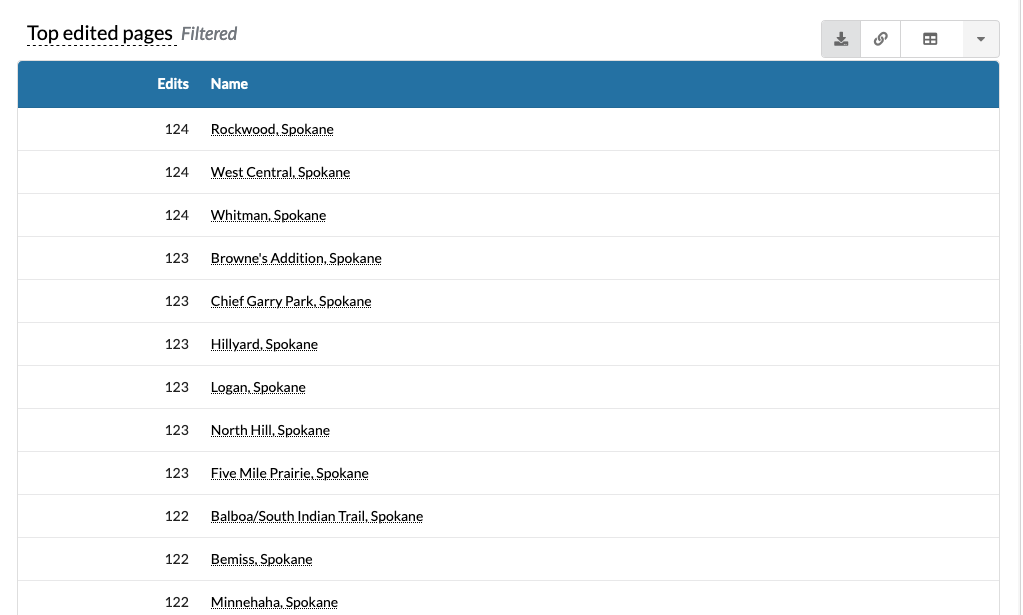 Top edited pages Filtered
Edits Name
124 Rockwood, Spokane
124 West Central, Spokane
124 Whitman, Spokane
123 Browne's Addition, Spokane
123 Chief Garry Park, Spokane
123 Hillyard, Spokane
123 Logan, Spokane
123 North Hill, Spokane
123 Five Mile Prairie, Spokane
122 Balboa/South Indian Trail, Spokane
122 Bemiss, Spokane
122 Minnehaha, Spokane